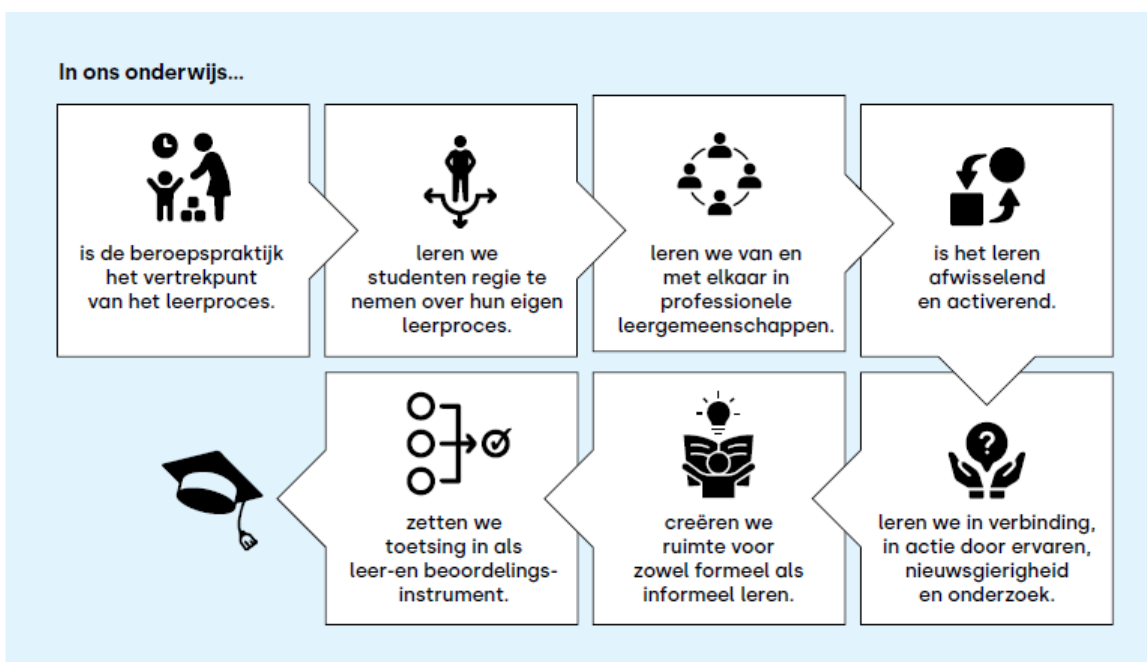 In ons onderwijs...
is de beroepspraktijk
het vertrekpunt
van het leerproces.
leren we
studenten regie te
nemen over hun eigen
leerproces.
leren we van en
met elkaar in
professionele
leergemeenschappen.
is het leren
afwisselend
en activerend.
leren we in verbinding,
in actie door ervaren,
nieuwsgierigheid
en onderzoek.
creëren we
ruimte voor
zowel formeel als
informeel leren.
zetten we
toetsing in als
leer-en beoordelings-
instrument.
?